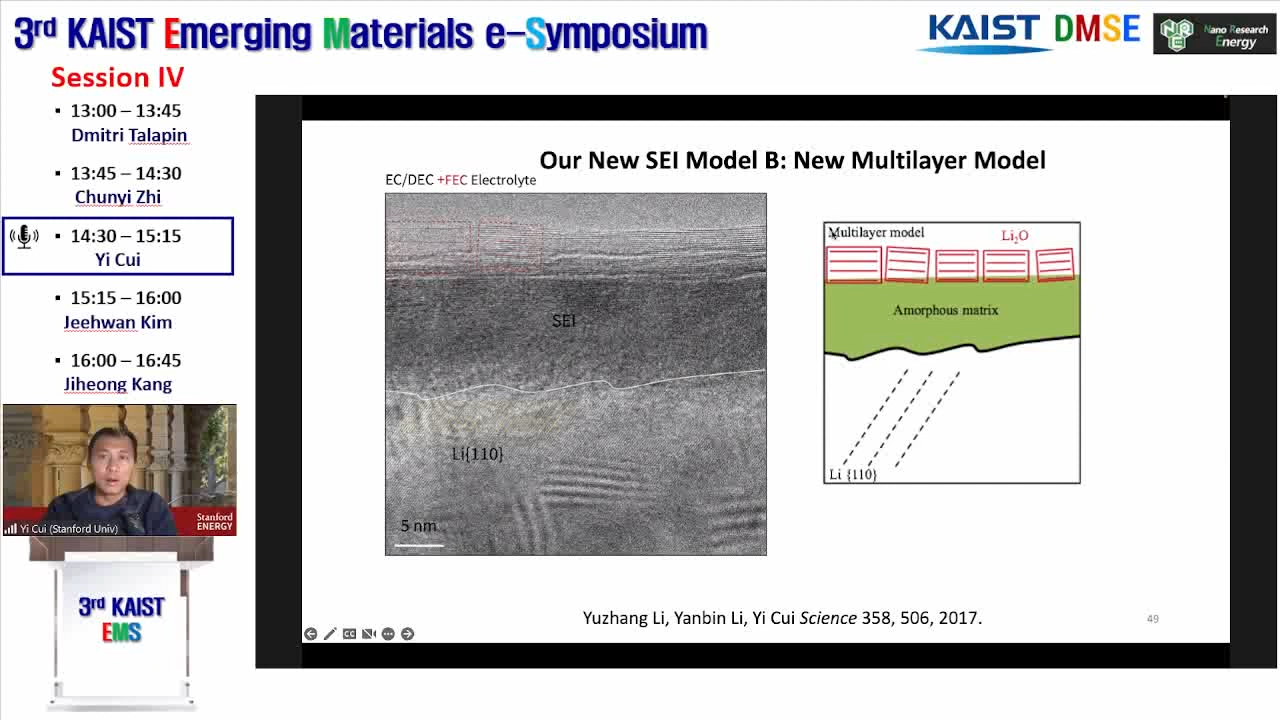 3rd KAIST Emerging Materials e-Symposium
KAIST DMSE
Nano Research
Energy
NRE
Session IV
▪ 13:00 – 13:45
Dmitri Talapin
▪ 13:45 – 14:30
Chunyi Zhi
▪ 14:30 – 15:15
Yi Cui
▪ 15:15 – 16:00
Jeehwan Kim
▪ 16:00 – 16:45
Jiheong Kang
Stanford
ENERGY
Yi Cui (Stanford Univ)
3rd KAIST
EMS
Our New SEI Model B: New Multilayer Model
EC/DEC +FEC Electrolyte
SEI
Li{110}
5 nm
Multilayer model
Li₂O
Amorphous matrix
Li {110}
Yuzhang Li, Yanbin Li, Yi Cui Science 358, 506, 2017.
49
CC